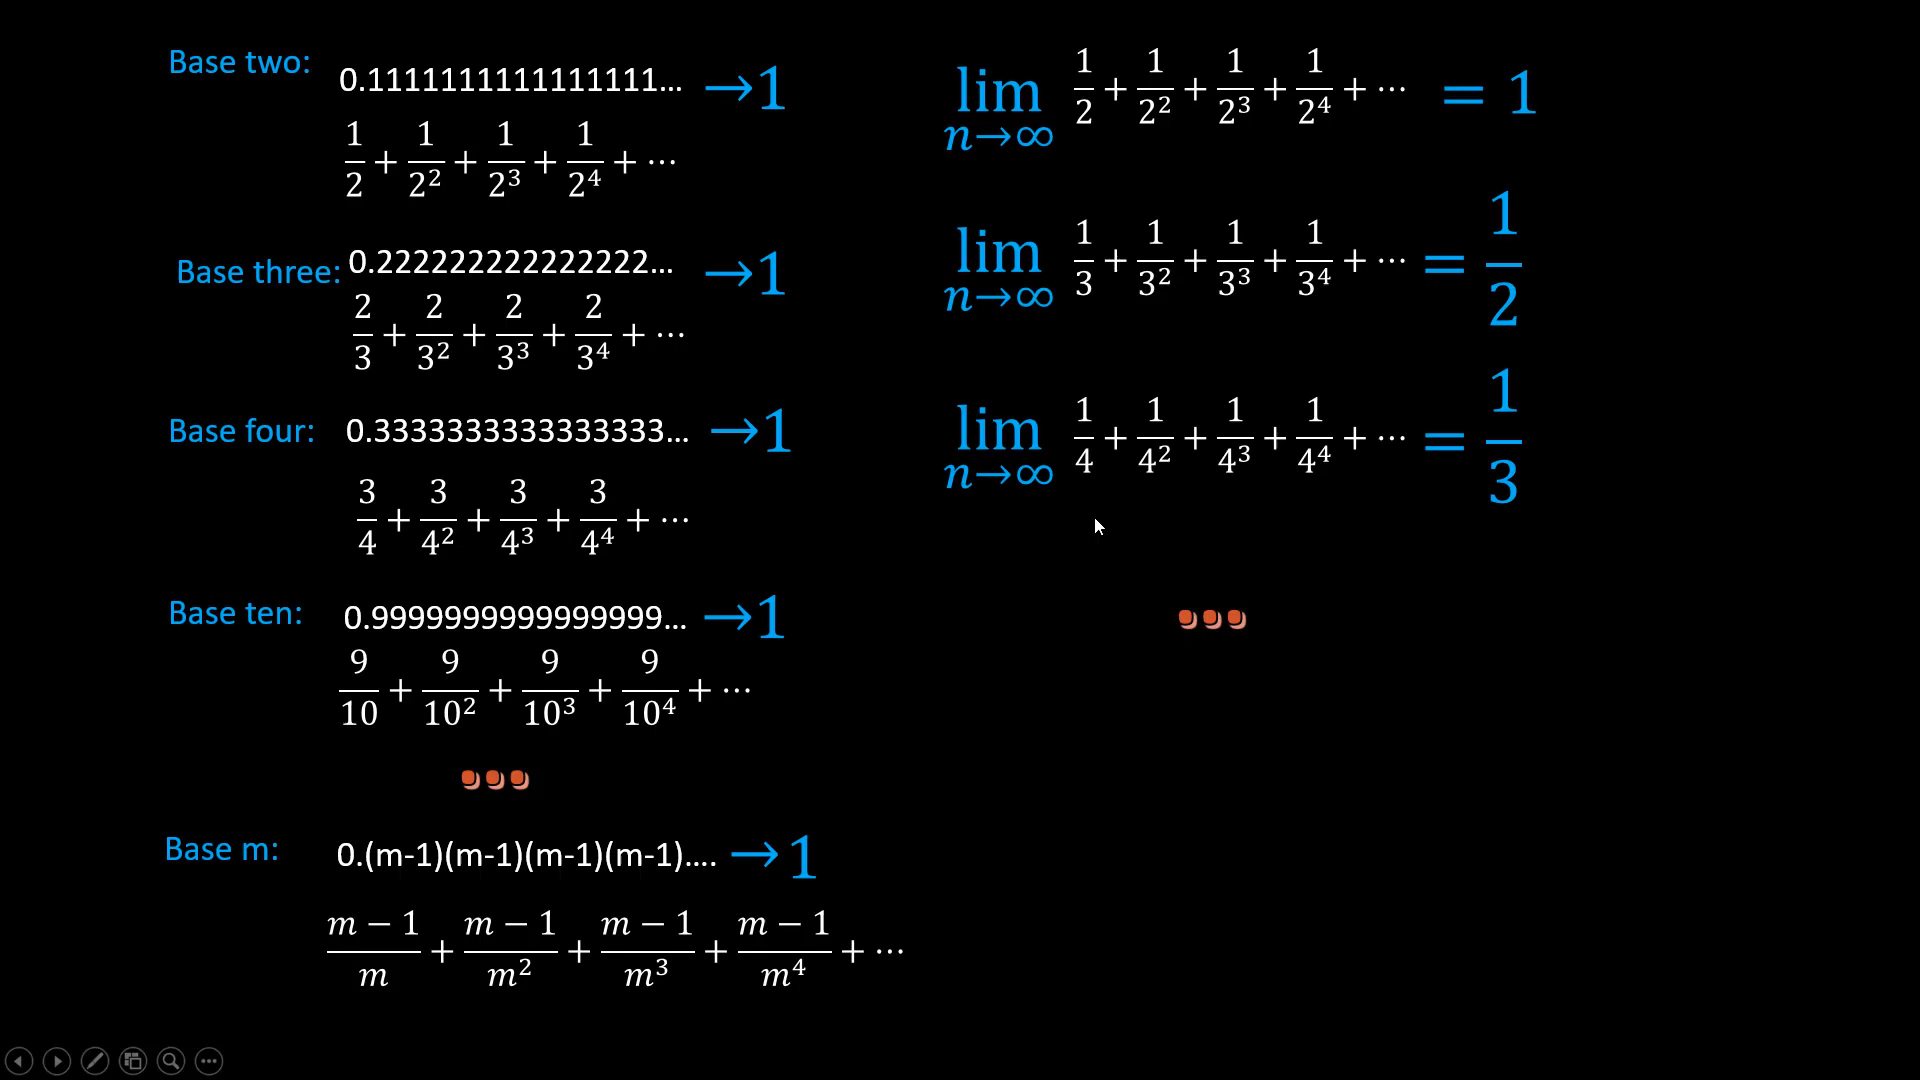 Base two: 0.1111111111111111... →1
1/2 + 1/2² + 1/2³ + 1/2⁴ + ⋯
Base three: 0.222222222222222... →1
2/3 + 2/3² + 2/3³ + 2/3⁴ + ⋯
Base four: 0.3333333333333333... →1
3/4 + 3/4² + 3/4³ + 3/4⁴ + ⋯
Base ten: 0.9999999999999999... →1
9/10 + 9/10² + 9/10³ + 9/10⁴ + ⋯
Base m: 0.(m-1)(m-1)(m-1)(m-1).... →1
(m − 1)/m + (m − 1)/m² + (m − 1)/m³ + (m − 1)/m⁴ + ⋯
lim n→∞ 1/2 + 1/2² + 1/2³ + 1/2⁴ + ⋯ = 1
lim n→∞ 1/3 + 1/3² + 1/3³ + 1/3⁴ + ⋯ = 1/2
lim n→∞ 1/4 + 1/4² + 1/4³ + 1/4⁴ + ⋯ = 1/3